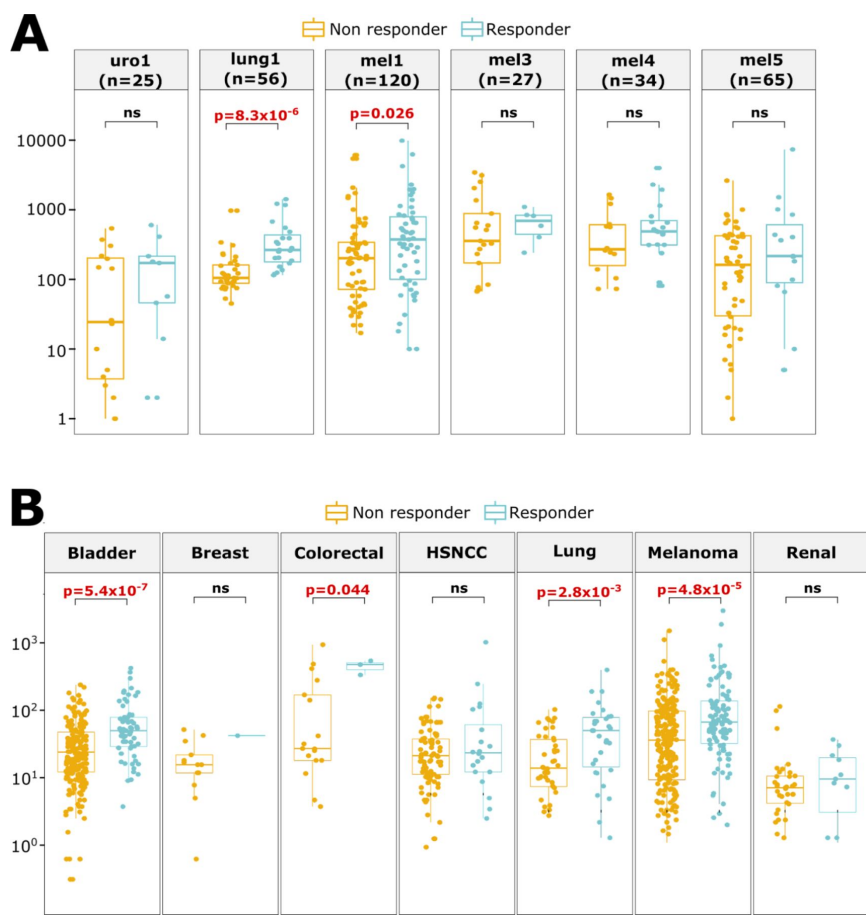 A
Non responder Responder
uro1 lung1 mel1 mel3 mel4 mel5
(n=25) (n=56) (n=120) (n=27) (n=34) (n=65)
ns p=8.3x10⁻⁶ p=0.026 ns ns ns
10000
1000
100
10
1
B
Non responder Responder
Bladder Breast Colorectal HSNCC Lung Melanoma Renal
p=5.4x10⁻⁷ ns p=0.044 ns p=2.8x10⁻³ p=4.8x10⁻⁵ ns
10³
10²
10¹
10⁰